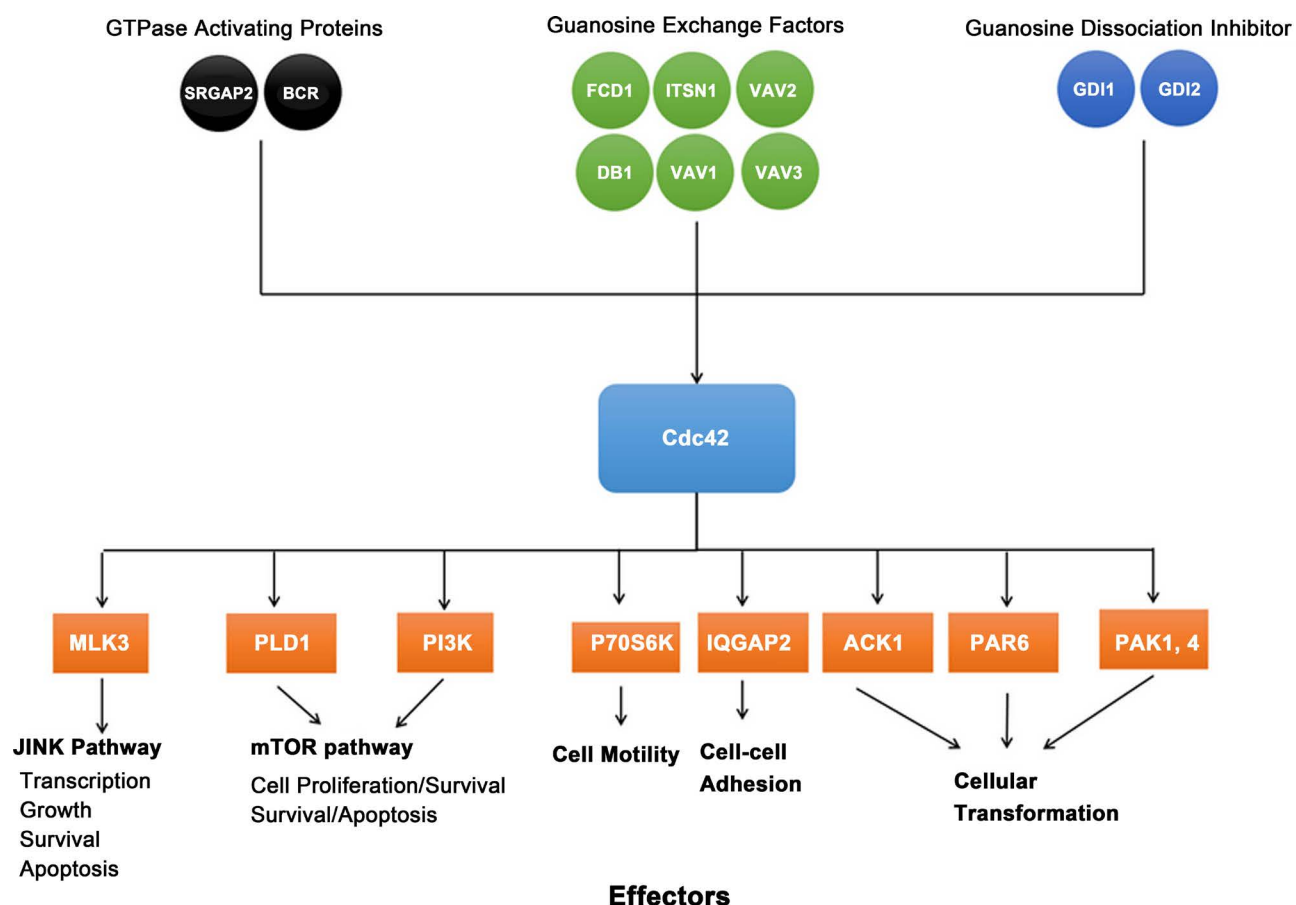 GTPase Activating Proteins
Guanosine Exchange Factors
Guanosine Dissociation Inhibitor
SRGAP2
BCR
FCD1
ITSN1
VAV2
GDI1
GDI2
DB1
VAV1
VAV3
Cdc42
MLK3
PLD1
PI3K
P70S6K
IQGAP2
ACK1
PAR6
PAK1, 4
JINK Pathway
Transcription
Growth
Survival
Apoptosis
mTOR pathway
Cell Proliferation/Survival
Survival/Apoptosis
Cell Motility
Cell-cell
Adhesion
Cellular
Transformation
Effectors